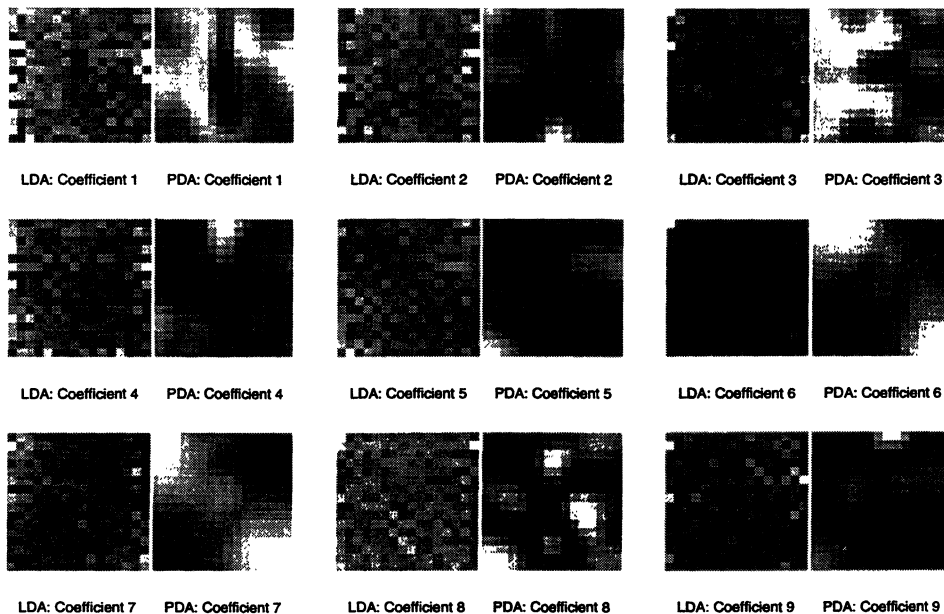 LDA: Coefficient 1 PDA: Coefficient 1 LDA: Coefficient 2 PDA: Coefficient 2 LDA: Coefficient 3 PDA: Coefficient 3
LDA: Coefficient 4 PDA: Coefficient 4 LDA: Coefficient 5 PDA: Coefficient 5 LDA: Coefficient 6 PDA: Coefficient 6
LDA: Coefficient 7 PDA: Coefficient 7 LDA: Coefficient 8 PDA: Coefficient 8 LDA: Coefficient 9 PDA: Coefficient 9